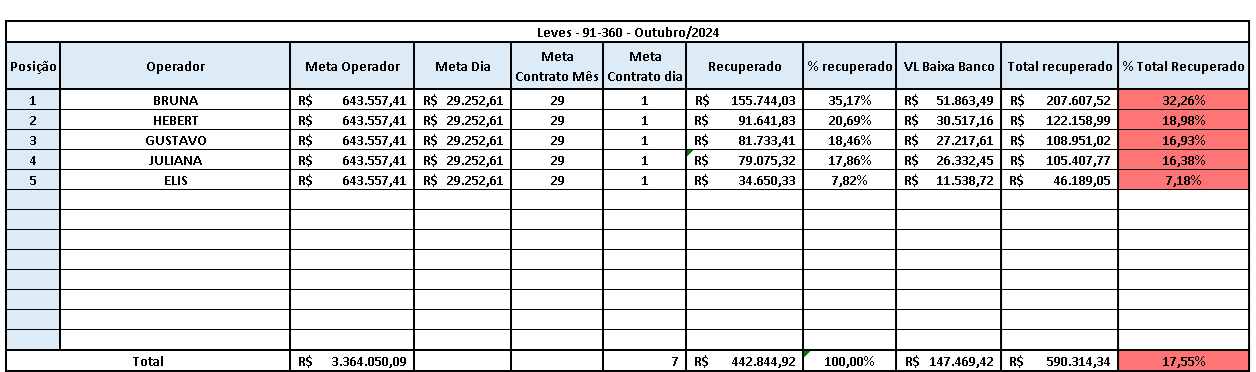 Leves - 91-360 - Outubro/2024
Posição Operador Meta Operador Meta Dia Meta Contrato Mês Meta Contrato dia Recuperado % recuperado VL Baixa Banco Total recuperado % Total Recuperado
1 BRUNA R$ 643.557,41 R$ 29.252,61 29 1 R$ 155.744,03 35,17% R$ 51.863,49 R$ 207.607,52 32,26%
2 HEBERT R$ 643.557,41 R$ 29.252,61 29 1 R$ 91.641,83 20,69% R$ 30.517,16 R$ 122.158,99 18,98%
3 GUSTAVO R$ 643.557,41 R$ 29.252,61 29 1 R$ 81.733,41 18,46% R$ 27.217,61 R$ 108.951,02 16,93%
4 JULIANA R$ 643.557,41 R$ 29.252,61 29 1 R$ 79.075,32 17,86% R$ 26.332,45 R$ 105.407,77 16,38%
5 ELIS R$ 643.557,41 R$ 29.252,61 29 1 R$ 34.650,33 7,82% R$ 11.538,72 R$ 46.189,05 7,18%
Total R$ 3.364.050,09 7 R$ 442.844,92 100,00% R$ 147.469,42 R$ 590.314,34 17,55%